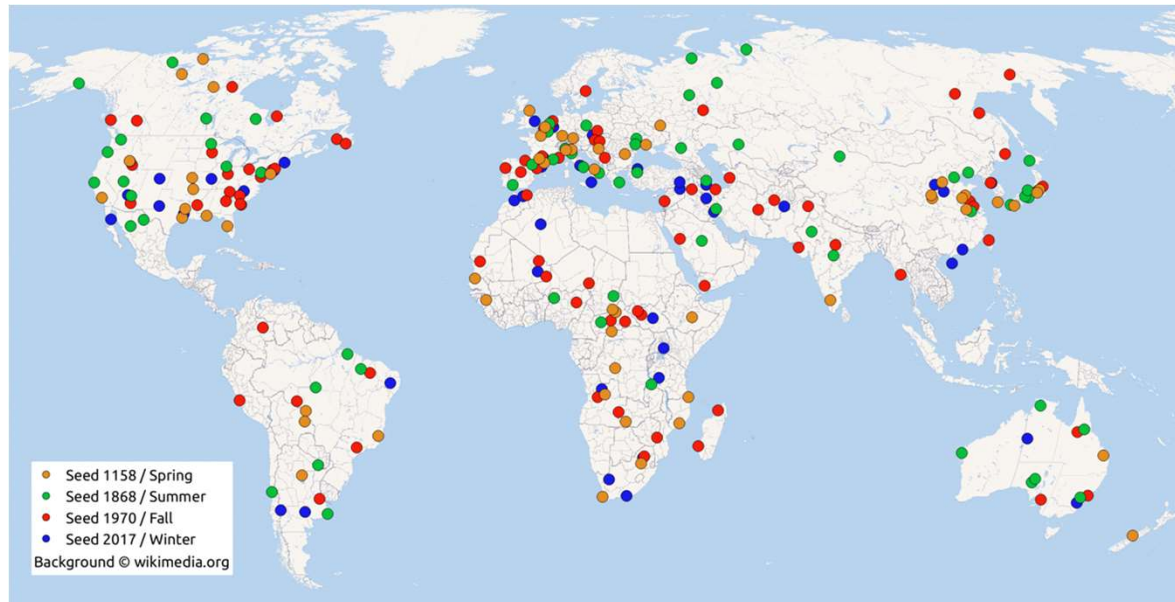 Seed 1158 / Spring
Seed 1868 / Summer
Seed 1970 / Fall
Seed 2017 / Winter
Background © wikimedia.org